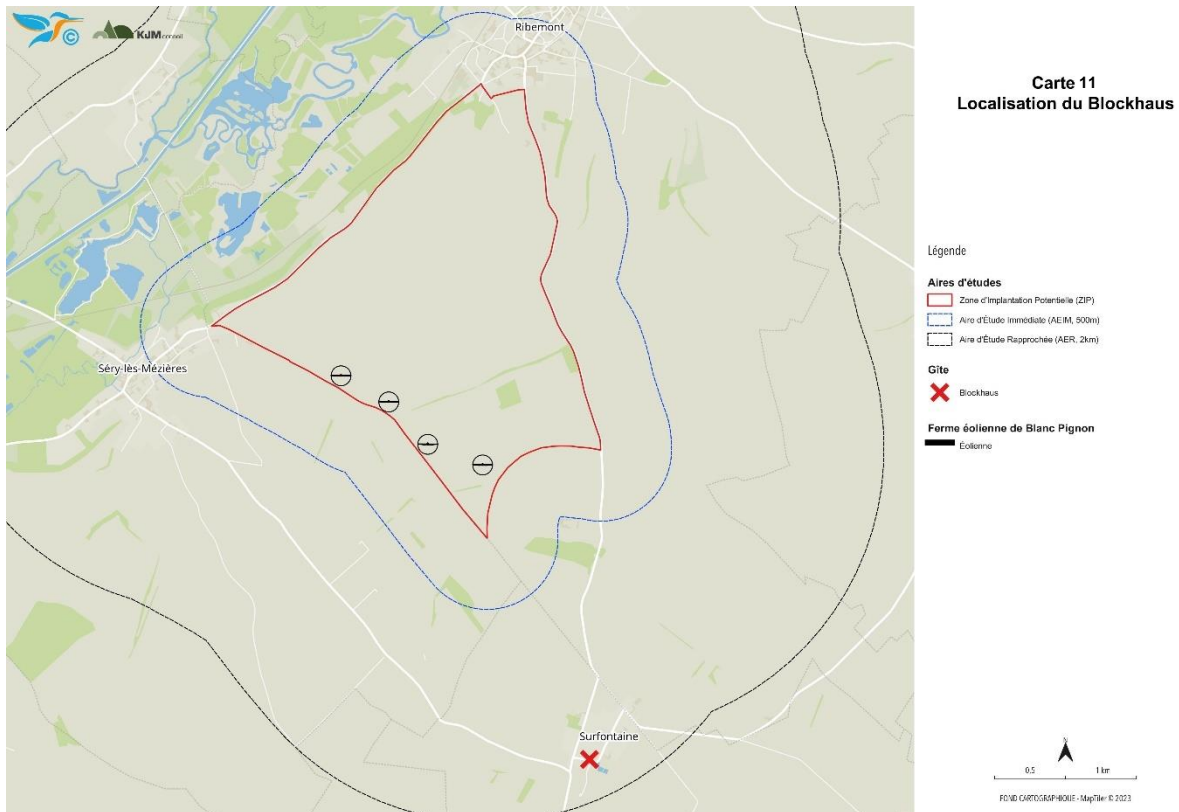 ©
KJM conseil
Ribemont
Séry-lès-Mézières
Surfontaine
Carte 11
Localisation du Blockhaus
Légende
Aires d'études
Zone d'Implantation Potentielle (ZIP)
Aire d'Étude Immédiate (AEIM, 500m)
Aire d'Étude Rapprochée (AER, 2km)
Gîte
Blockhaus
Ferme éolienne de Blanc Pignon
Éolienne
N
0,5 1 km
FOND CARTOGRAPHIQUE - MapTiler © 2023